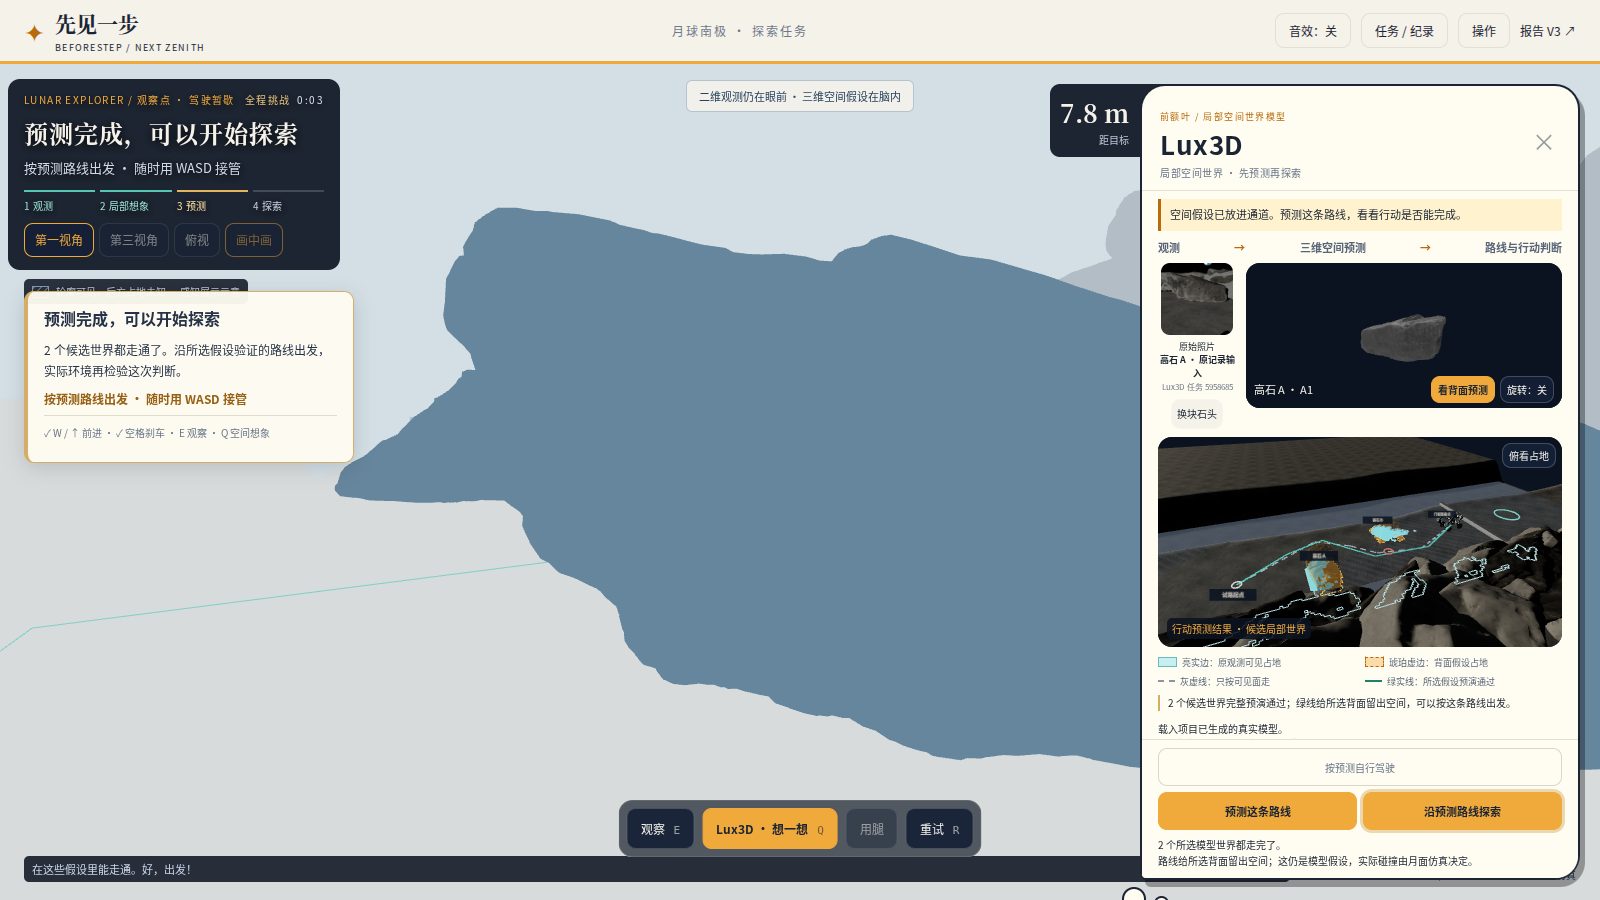 先见一步
BEFORESTEP / NEXT ZENITH
月球南极 · 探索任务
音效：关
任务 / 纪录
操作
报告 V3 ↗
LUNAR EXPLORER / 观察点 · 驾驶暂歇 全程挑战 0:03
预测完成，可以开始探索
按预测路线出发 · 随时用 WASD 接管
1 观测
2 局部想象
3 预测
4 探索
第一视角
第三视角
俯视
画中画
预测完成，可以开始探索
2 个候选世界都走通了。沿所选假设验证的路线出发，
实际环境再检验这次判断。
按预测路线出发 · 随时用 WASD 接管
✓ W / ↑ 前进 · ✓ 空格刹车 · E 观察 · Q 空间想象
二维观测仍在眼前 · 三维空间假设在脑内
7.8 m
距目标
前额叶 / 局部空间世界模型
Lux3D
局部空间世界 · 先预测再探索
空间假设已放进通道。预测这条路线，看看行动是否能完成。
观测 → 三维空间预测 → 路线与行动判断
原始照片
高石 A · 原记录输
入
Lux3D 任务 5958685
换块石头
高石 A · A1
看背面预测
旋转：关
俯看占地
行动预测结果 · 候选局部世界
亮实边：原观测可见占地
琥珀虚边：背面假设占地
灰虚线：只按可见面走
绿实线：所选假设预演通过
2 个候选世界完整预演通过；绿线给所选背面留出空间，可以按这条路线出发。
载入项目已生成的真实模型。
按预测自行驾驶
预测这条路线
沿预测路线探索
2 个所选模型世界都走完了。
路线给所选背面留出空间；这仍是模型假设，实际碰撞由月面仿真决定。
观察 E
Lux3D · 想一想 Q
用腿
重试 R
在这些假设里能走通。好，出发！